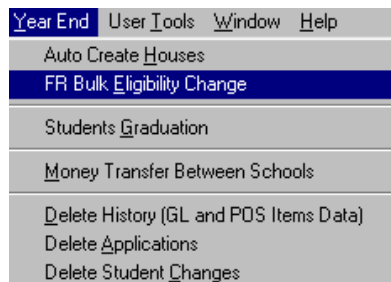 Year End User Tools Window Help
Auto Create Houses
FR Bulk Eligibility Change
Students Graduation
Money Transfer Between Schools
Delete History (GL and POS Items Data)
Delete Applications
Delete Student Changes